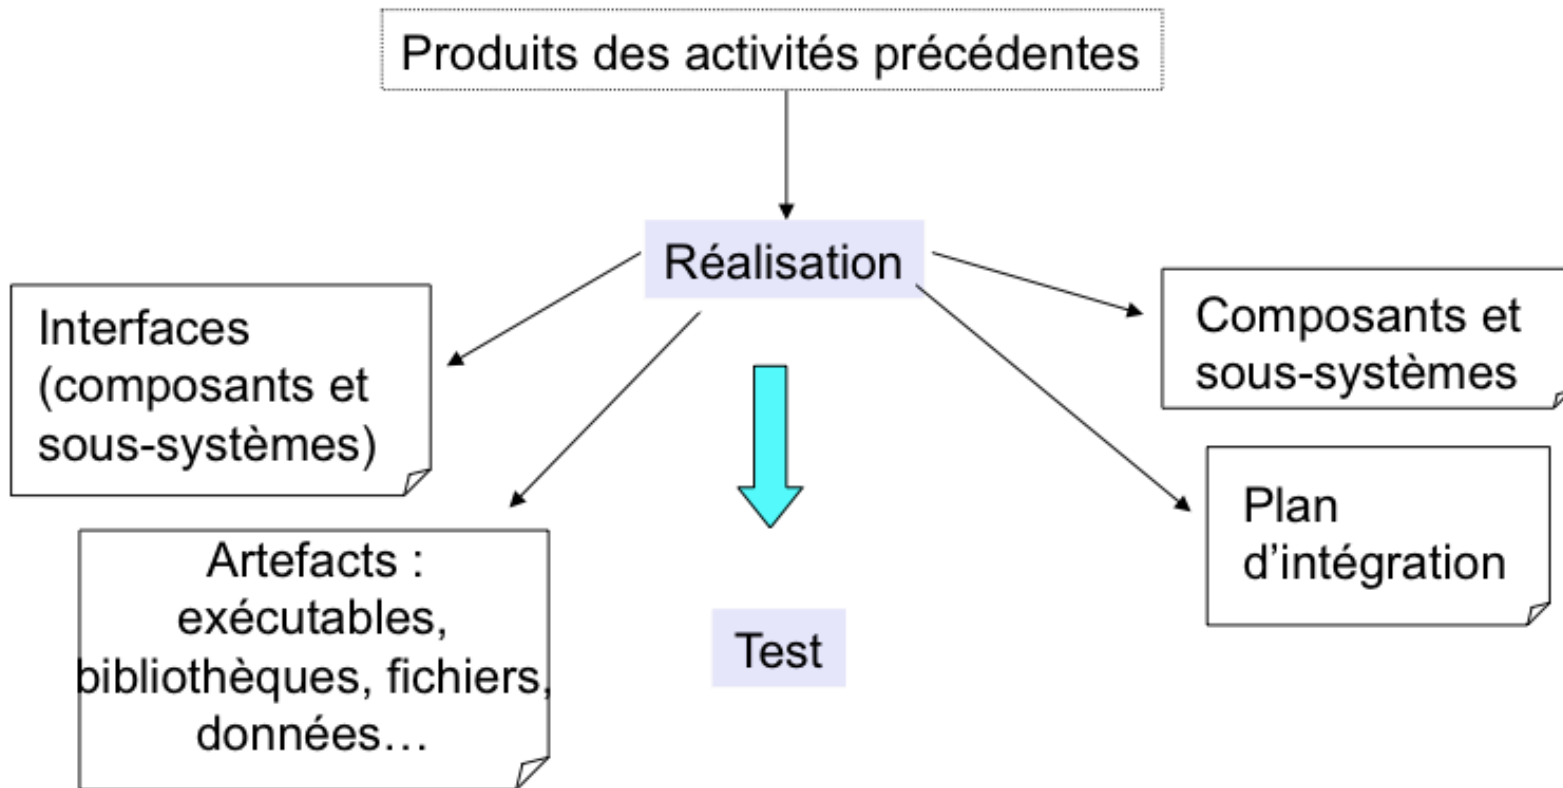 Produits des activités précédentes
Réalisation
Interfaces
(composants et
sous-systèmes)
Composants et
sous-systèmes
Artefacts :
exécutables,
bibliothèques, fichiers,
données…
Plan
d’intégration
Test